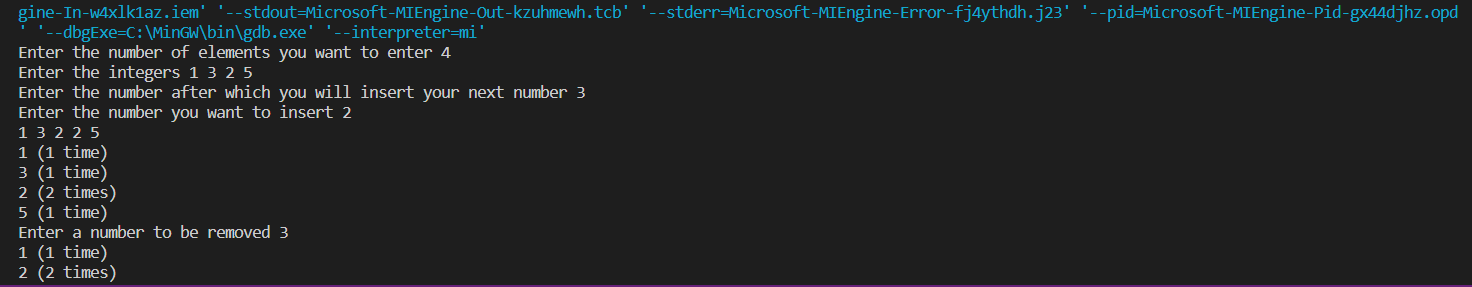 gine-In-w4xlk1az.iem' '--stdout=Microsoft-MIEngine-Out-kzuhmewh.tcb' '--stderr=Microsoft-MIEngine-Error-fj4ythdh.j23' '--pid=Microsoft-MIEngine-Pid-gx44djhz.opd
' '--dbgExe=C:\MinGW\bin\gdb.exe' '--interpreter=mi'
Enter the number of elements you want to enter 4
Enter the integers 1 3 2 5
Enter the number after which you will insert your next number 3
Enter the number you want to insert 2
1 3 2 2 5
1 (1 time)
3 (1 time)
2 (2 times)
5 (1 time)
Enter a number to be removed 3
1 (1 time)
2 (2 times)